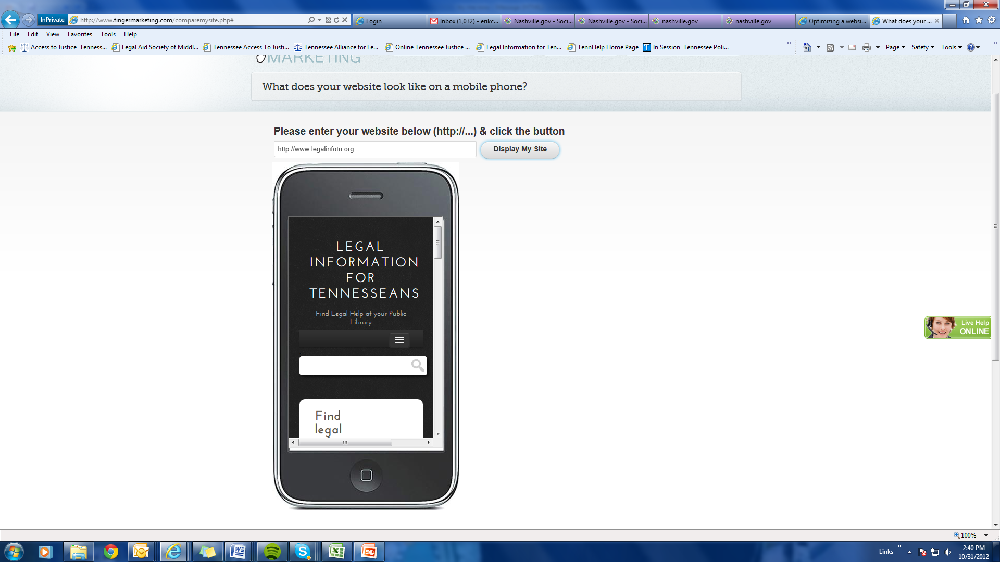 InPrivate
http://www.fingermarketing.com/comparemysite.php#
Login
Inbox (1,032) - erikc...
Nashville.gov - Soci...
Nashville.gov - Soci...
nashville.gov
nashville.gov
Optimizing a websi...
What does your ...
File Edit View Favorites Tools Help
Access to Justice Tenness...
Legal Aid Society of Middl...
Tennessee Access To Justi...
Tennessee Alliance for Le...
Online Tennessee Justice ...
Legal Information for Ten...
TennHelp Home Page
In Session Tennessee Poli...
Page
Safety
Tools
MARKETING
What does your website look like on a mobile phone?
Please enter your website below (http://...) & click the button
http://www.legalinfotn.org
Display My Site
LEGAL
INFORMATION
FOR
TENNESSEANS
Find Legal Help at your Public
Library
Find
legal
Live Help
ONLINE
100%
Links
2:40 PM
10/31/2012